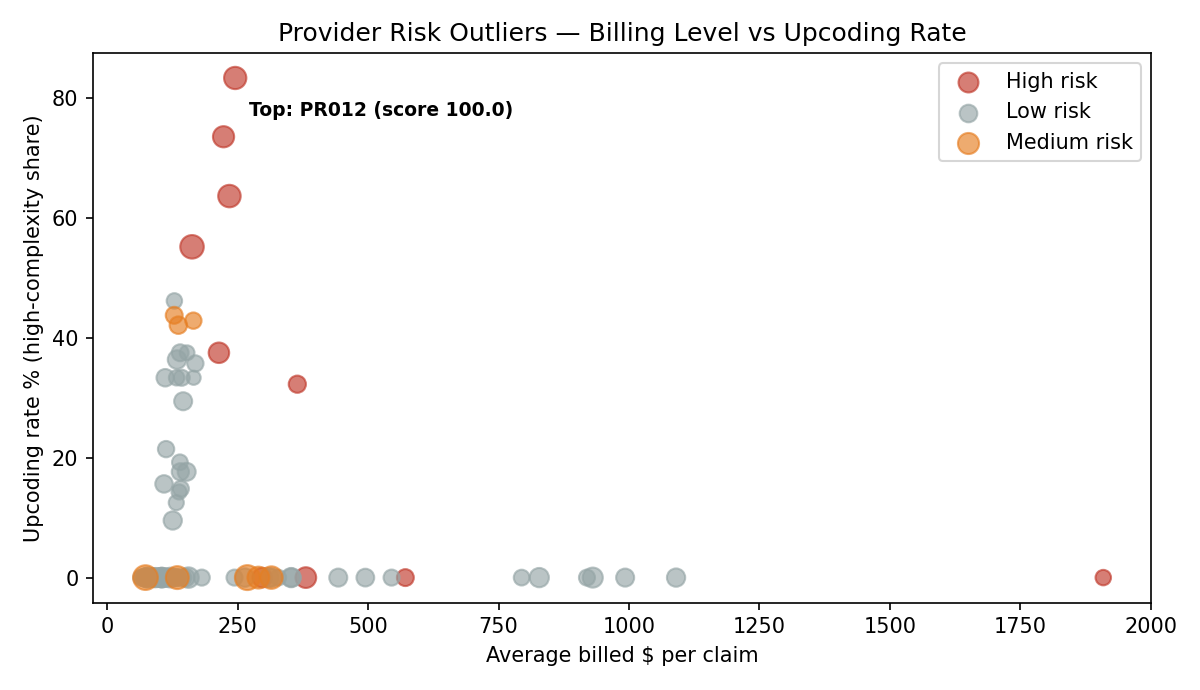 Provider Risk Outliers — Billing Level vs Upcoding Rate
High risk
Low risk
Medium risk
Top: PR012 (score 100.0)
Upcoding rate % (high-complexity share)
80
60
40
20
0
0 250 500 750 1000 1250 1500 1750 2000
Average billed $ per claim